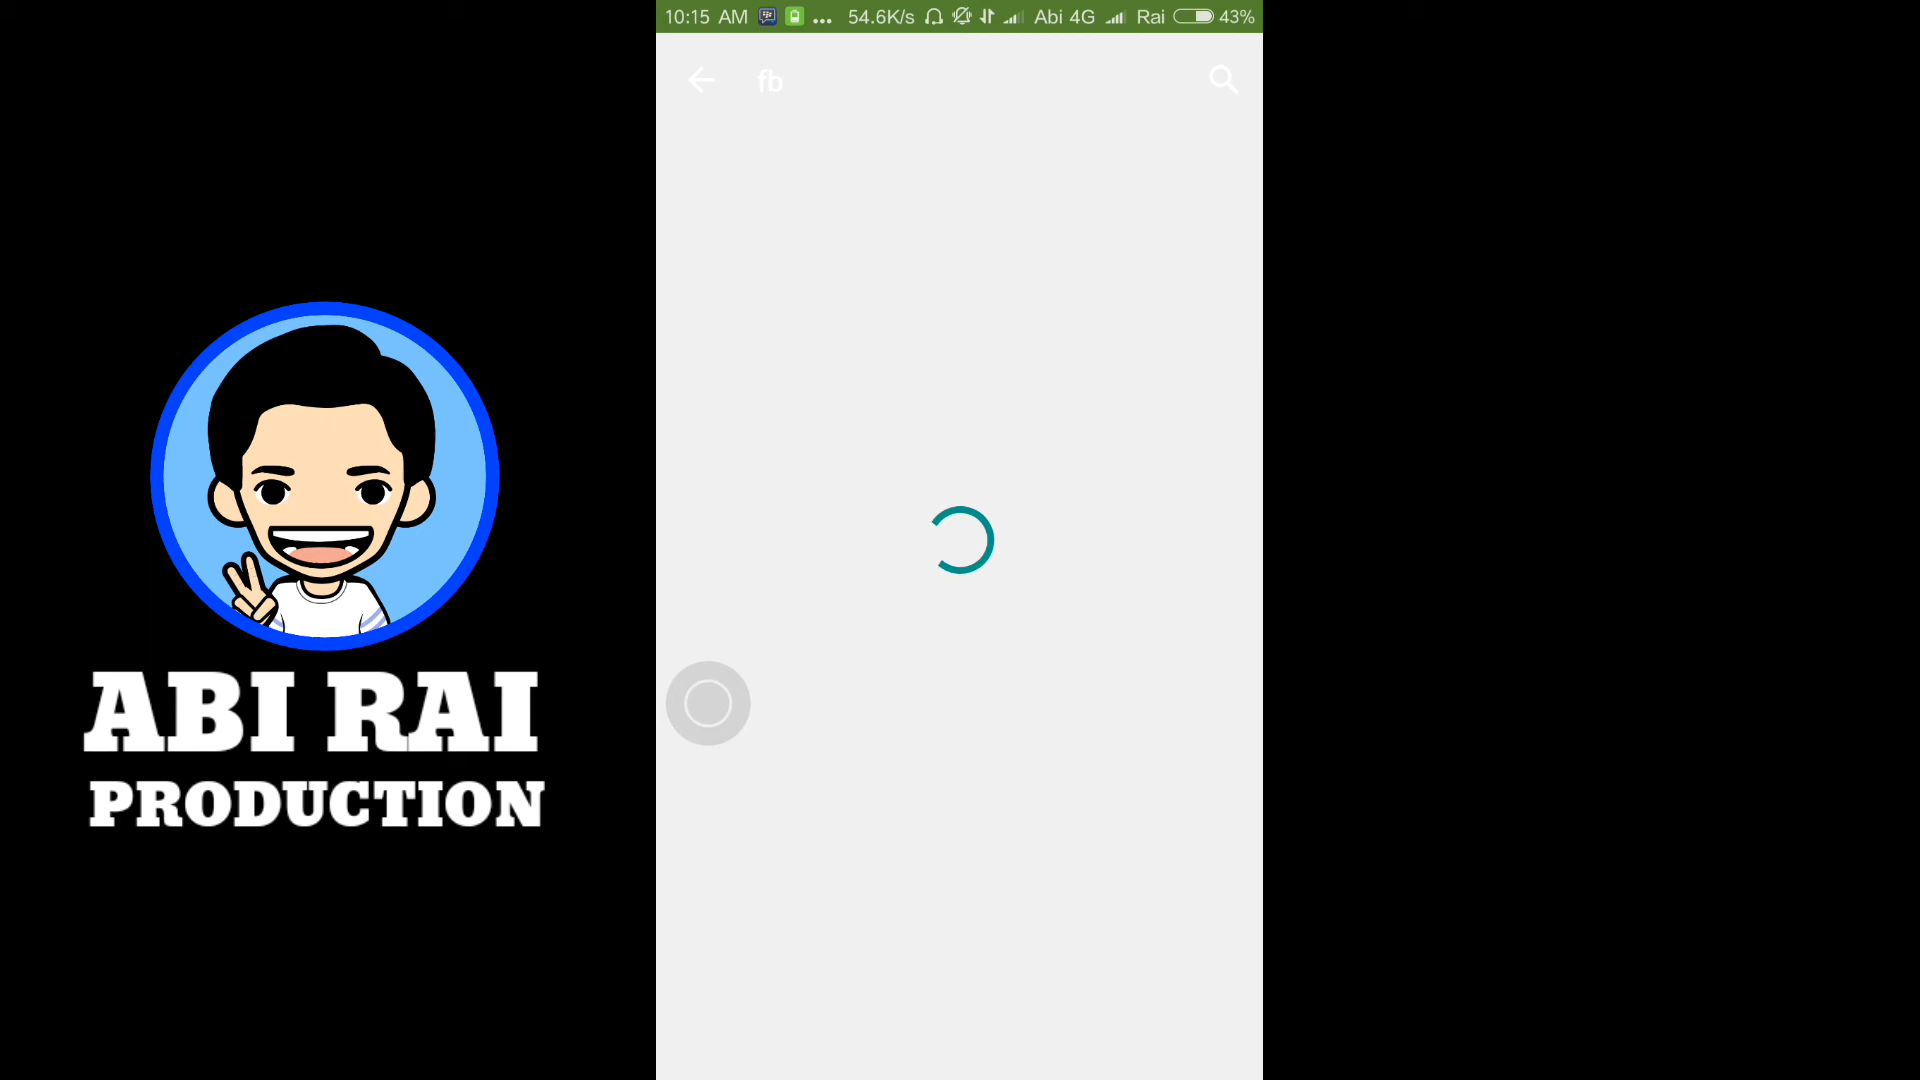 10:15 AM ... 54.6K/s Abi 4G Rai 43%
fb
ABI RAI
PRODUCTION